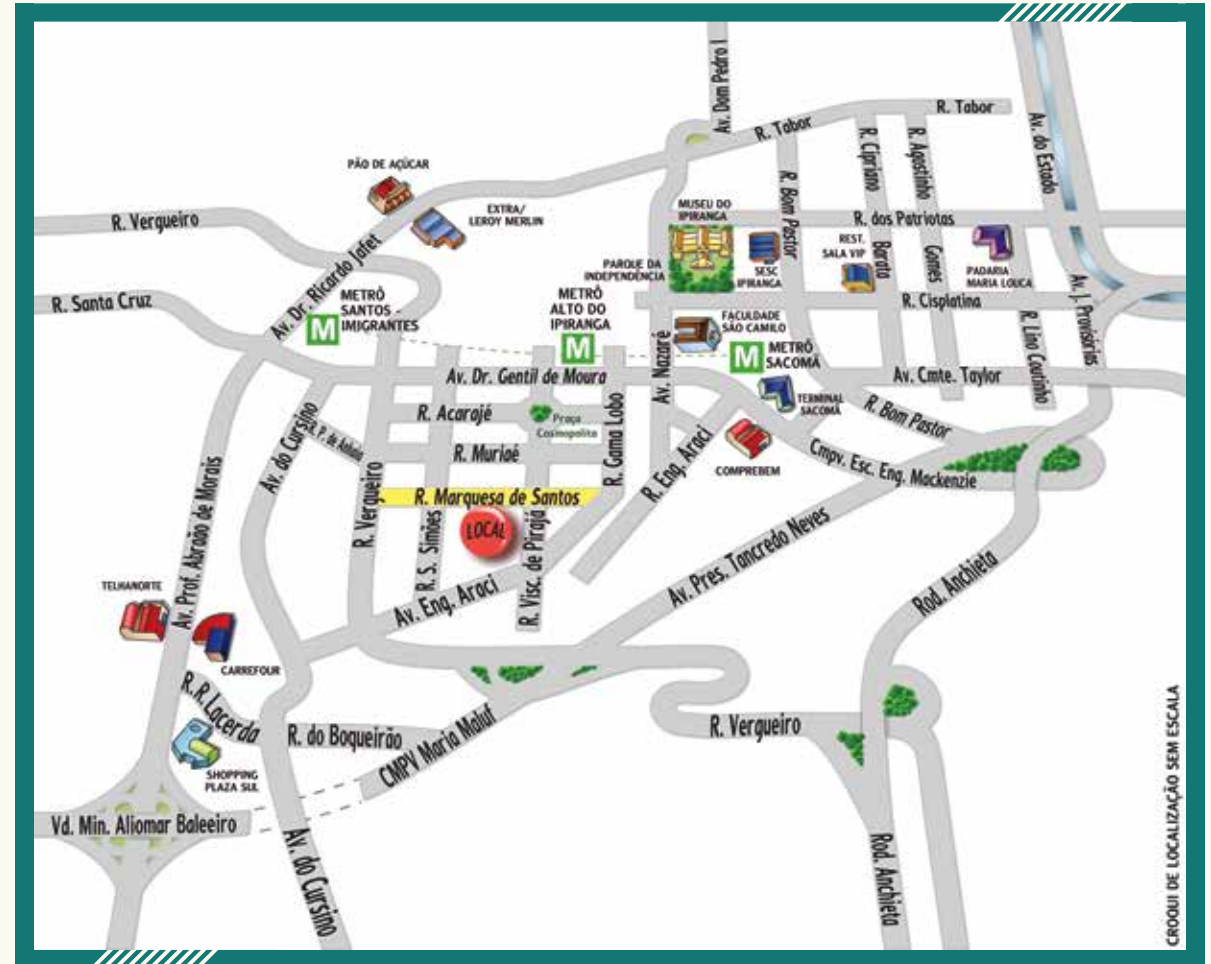 Av. Dom Pedro I
R. Tabor
R. Tabor
Av. do Estado
PÃO DE AÇÚCAR
R. Cipriano
Barata
R. Agostinho
Gomes
R. Bom Pastor
R. Vergueiro
EXTRA/
LEROY MERLIN
MUSEU DO
IPIRANGA
R. dos Patriotas
REST.
SALA VIP
PADARIA
MARIA LOUCA
PARQUE DA
INDEPENDÊNCIA
SESC
IPIRANGA
Av. Dr. Ricardo Jafet
R. Santa Cruz
METRÔ
SANTOS -
IMIGRANTES
M
METRÔ
ALTO DO
IPIRANGA
M
R. Cisplatina
Av. J. Provisórias
R. Lino Coutinho
FACULDADE
SÃO CAMILO
M
METRÔ
SACOMÃ
Av. Nazaré
Av. Dr. Gentil de Moura
Av. Cmte. Taylor
TERMINAL
SACOMÃ
R. Bom Pastor
R. Acarajé
Praça
Cosmopolita
R. Gama Lobo
Av. do Cursino
R. Muriaé
R. Eng. Araci
COMPREBEM
Cmpv. Esc. Eng. Mackenzie
Av. Prof. Abraão de Morais
R. Vergueiro
R. Marquesa de Santos
LOCAL
R. S. Simões
R. Visc. de Pirajá
Av. Pres. Tancredo Neves
Rod. Anchieta
TELHANORTE
Av. Eng. Araci
CARREFOUR
R. R. Lacerda
R. do Boqueirão
CMPV Maria Maluf
R. Vergueiro
SHOPPING
PLAZA SUL
Vd. Min. Aliomar Baleeiro
Av. do Cursino
Rod. Anchieta
CROQUI DE LOCALIZAÇÃO SEM ESCALA